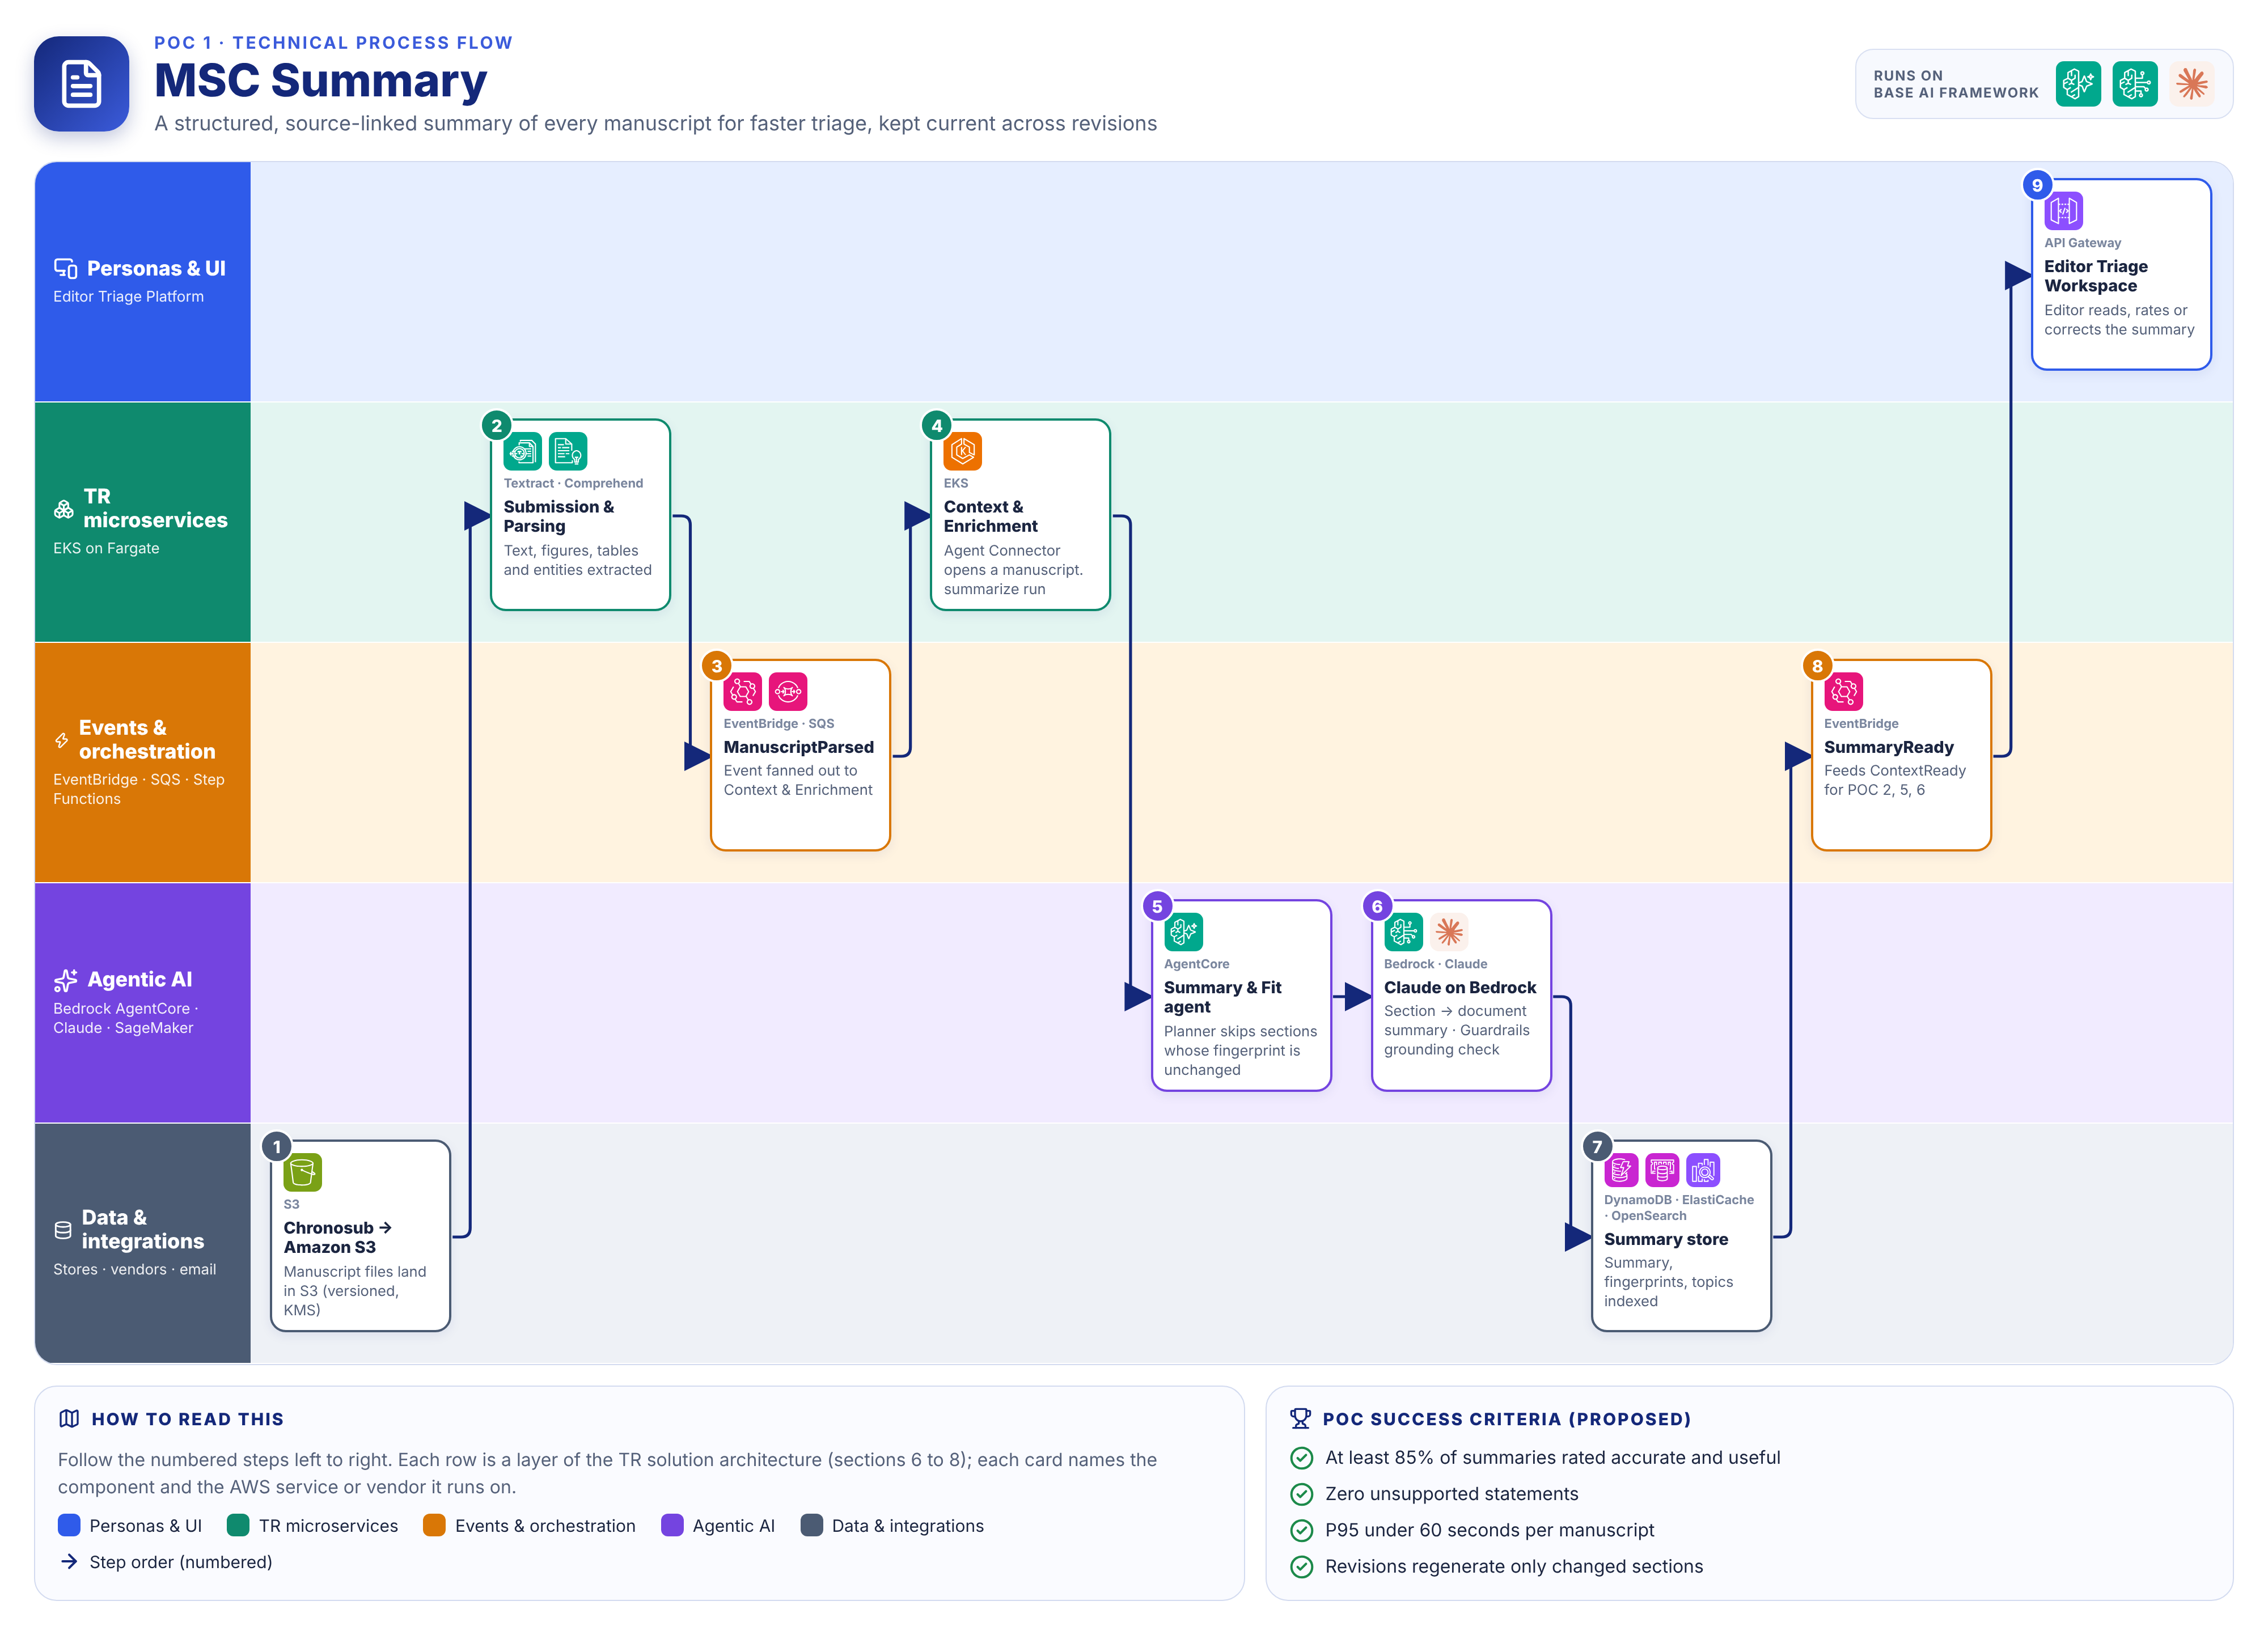 POC 1 · TECHNICAL PROCESS FLOW
MSC Summary
A structured, source-linked summary of every manuscript for faster triage, kept current across revisions
RUNS ON
BASE AI FRAMEWORK
Personas & UI
Editor Triage Platform
9
API Gateway
Editor Triage
Workspace
Editor reads, rates or
corrects the summary
TR
microservices
EKS on Fargate
2
Textract · Comprehend
Submission &
Parsing
Text, figures, tables
and entities extracted
4
EKS
Context &
Enrichment
Agent Connector
opens a manuscript.
summarize run
Events &
orchestration
EventBridge · SQS · Step
Functions
3
EventBridge · SQS
ManuscriptParsed
Event fanned out to
Context & Enrichment
8
EventBridge
SummaryReady
Feeds ContextReady
for POC 2, 5, 6
Agentic AI
Bedrock AgentCore ·
Claude · SageMaker
5
AgentCore
Summary & Fit
agent
Planner skips sections
whose fingerprint is
unchanged
6
Bedrock · Claude
Claude on Bedrock
Section → document
summary · Guardrails
grounding check
Data &
integrations
Stores · vendors · email
1
S3
Chronosub →
Amazon S3
Manuscript files land
in S3 (versioned,
KMS)
7
DynamoDB · ElastiCache
· OpenSearch
Summary store
Summary,
fingerprints, topics
indexed
HOW TO READ THIS
Follow the numbered steps left to right. Each row is a layer of the TR solution architecture (sections 6 to 8); each card names the
component and the AWS service or vendor it runs on.
Personas & UI
TR microservices
Events & orchestration
Agentic AI
Data & integrations
→ Step order (numbered)
POC SUCCESS CRITERIA (PROPOSED)
At least 85% of summaries rated accurate and useful
Zero unsupported statements
P95 under 60 seconds per manuscript
Revisions regenerate only changed sections